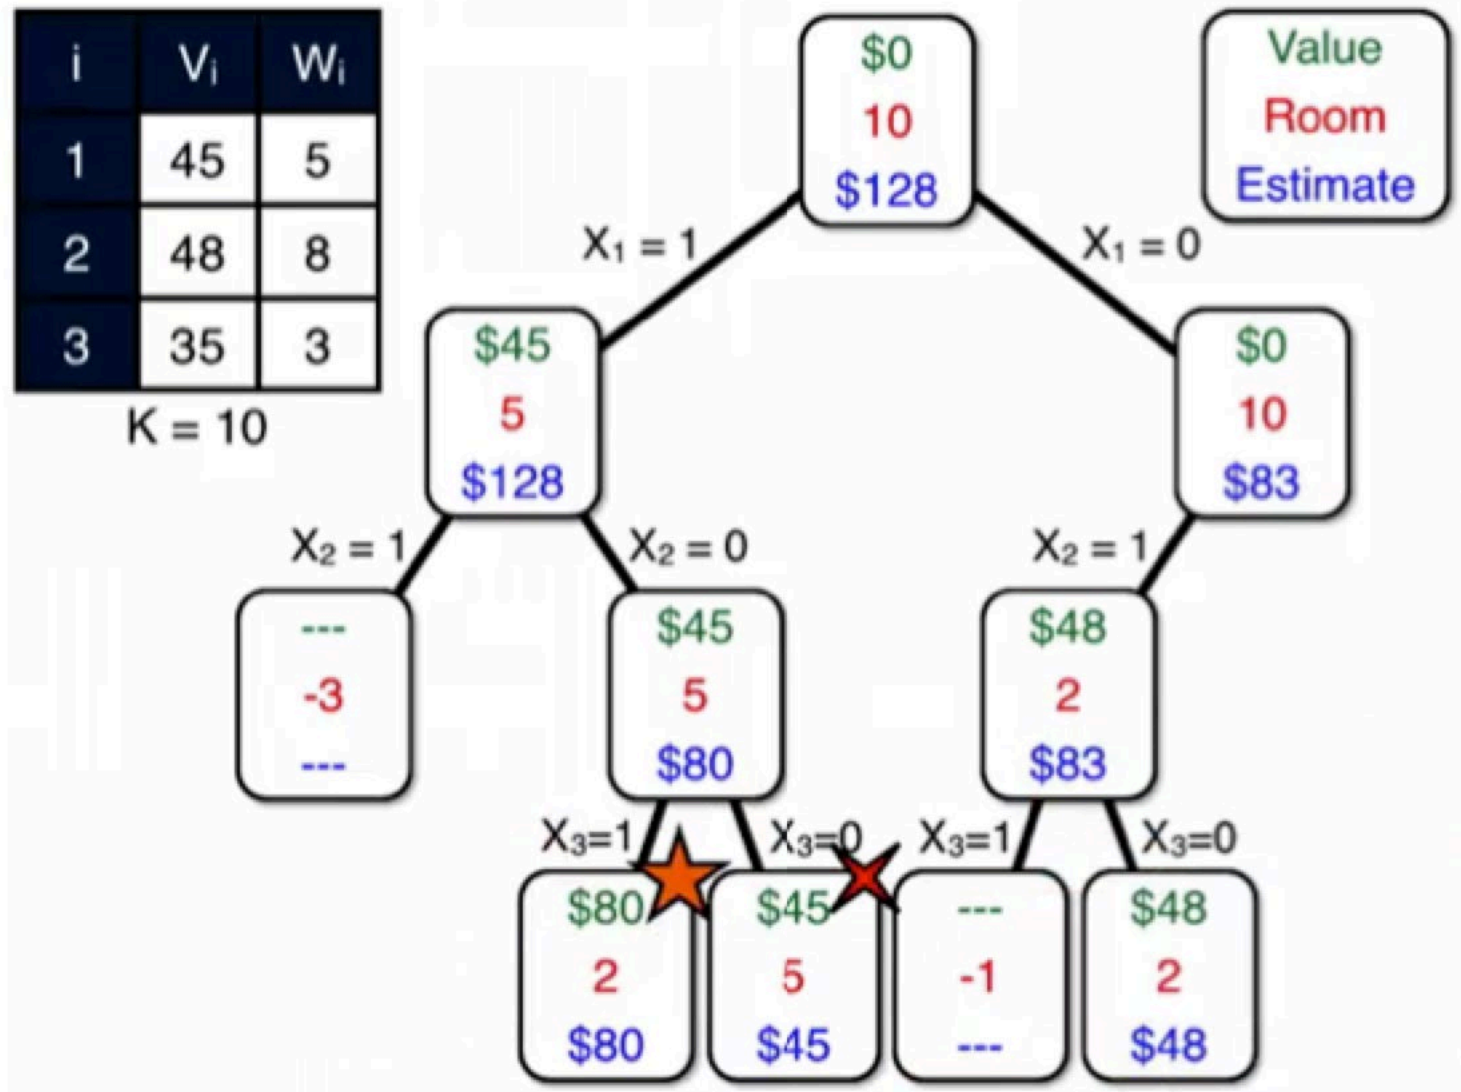 i Vᵢ Wᵢ
1 45 5
2 48 8
3 35 3
K = 10
$0
10
$128
Value
Room
Estimate
X₁ = 1
X₁ = 0
$45
5
$128
$0
10
$83
X₂ = 1
X₂ = 0
X₂ = 1
---
-3
---
$45
5
$80
$48
2
$83
X₃=1
X₃=0
X₃=1
X₃=0
$80
2
$80
$45
5
$45
---
-1
---
$48
2
$48